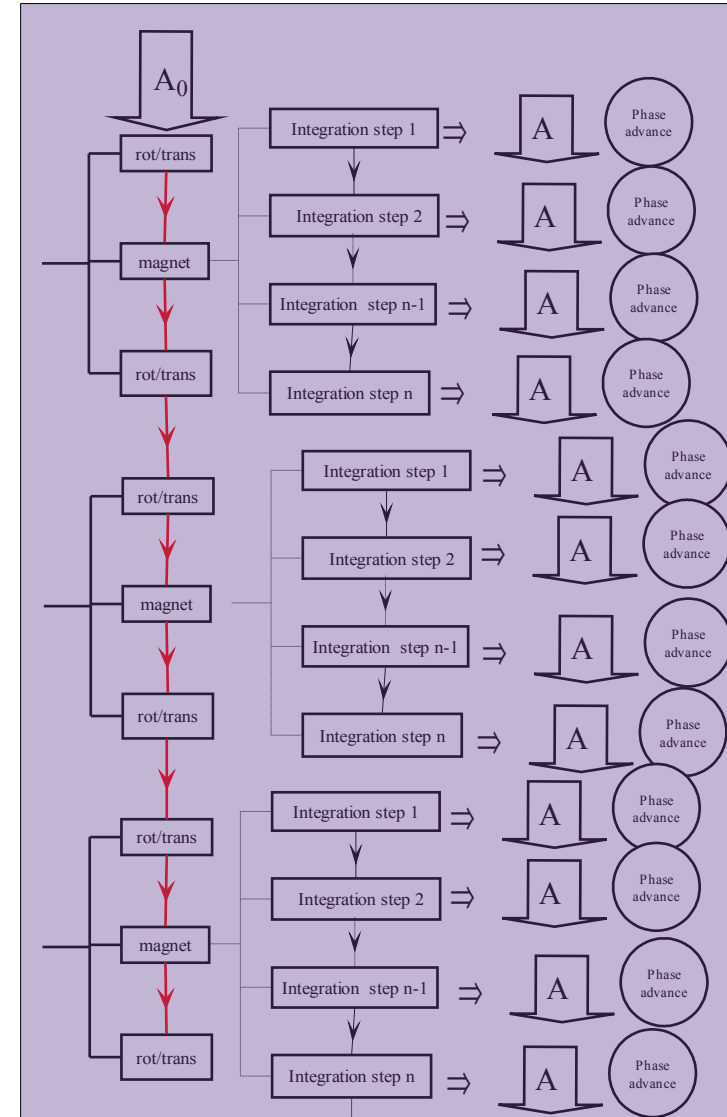 A0
rot/trans
magnet
rot/trans
Integration step 1
⇒
A
Phase
advance
Integration step 2
⇒
A
Phase
advance
Integration step n-1
⇒
A
Phase
advance
Integration step n
⇒
A
Phase
advance
rot/trans
magnet
rot/trans
Integration step 1
⇒
A
Phase
advance
Integration step 2
⇒
A
Phase
advance
Integration step n-1
⇒
A
Phase
advance
Integration step n
⇒
A
Phase
advance
rot/trans
magnet
rot/trans
Integration step 1
⇒
A
Phase
advance
Integration step 2
⇒
A
Phase
advance
Integration step n-1
⇒
A
Phase
advance
Integration step n
⇒
A
Phase
advance